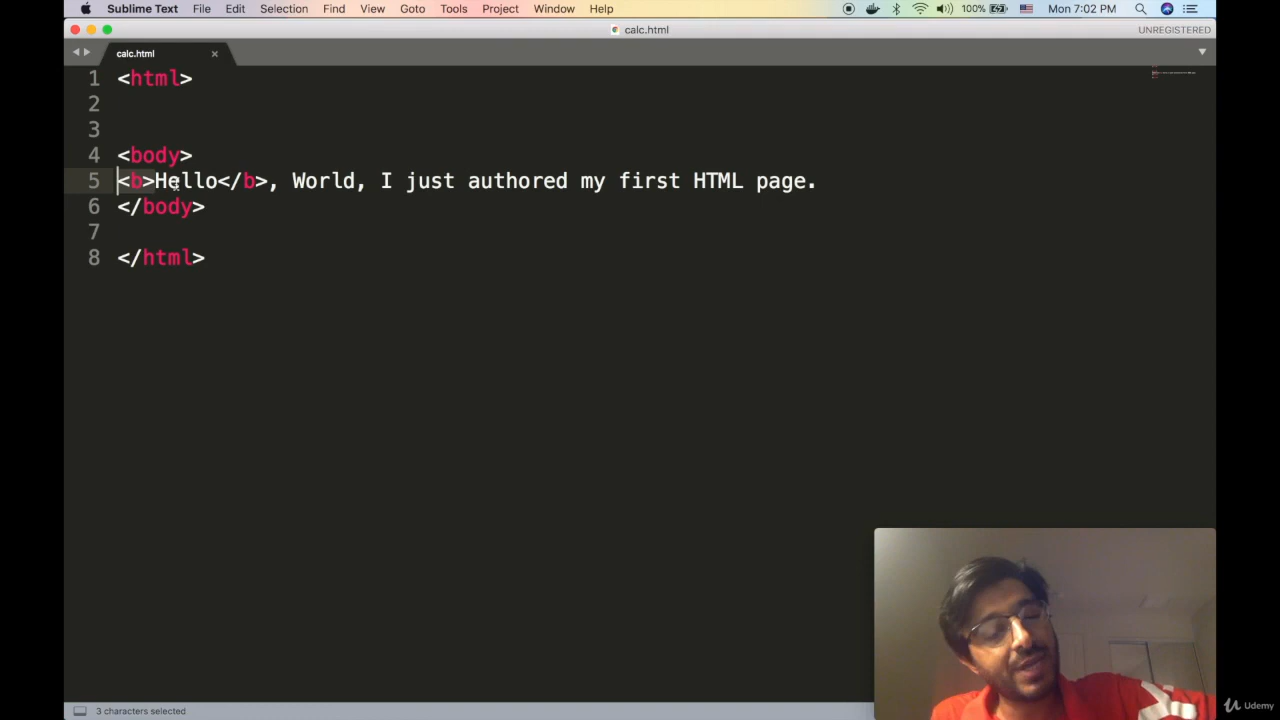 Sublime Text File Edit Selection Find View Goto Tools Project Window Help 100% Mon 7:02 PM
calc.html UNREGISTERED
calc.html ×
1 <html>
2
3
4 <body>
5 <b>Hello</b>, World, I just authored my first HTML page.
6 </body>
7
8 </html>
3 characters selected
Udemy